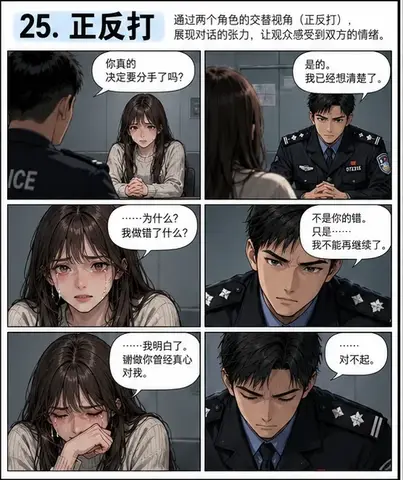 25. 正反打
通过两个角色的交替视角（正反打），
展现对话的张力，让观众感受到双方的情绪。
你真的
决定要分手了吗?
ICE
是的。
我已经想清楚了。
……为什么?
我做错了什么?
不是你的错。
只是……
我不能再继续了。
……我明白了。
谢做你曾经真心
对戏。
……
对不起。